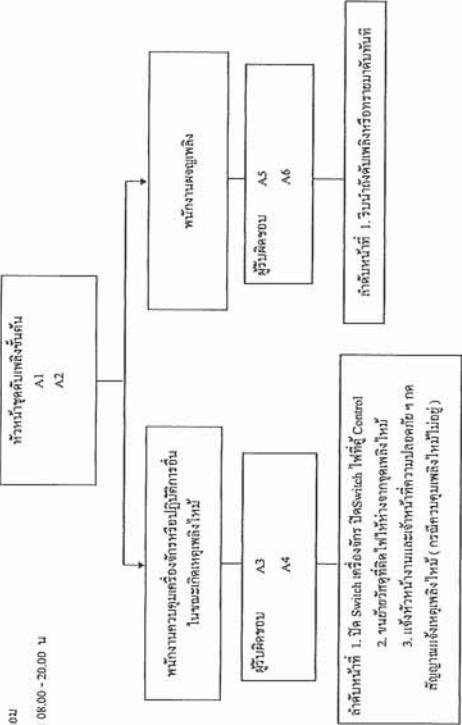 อม
08.00 - 20.00 น
หัวหน้าชุดดับเพลิงขั้นต้น
A1
A2
พนักงานควบคุมเครื่องจักรหรือปฏิบัติการอื่น
ในขณะเกิดเหตุเพลิงไหม้
พนักงานผจญเพลิง
ผู้รับผิดชอบ A3
A4
ผู้รับผิดชอบ A5
A6
ลำดับหน้าที่ 1. ปิด Switch เครื่องจักร ปิดSwitch ไฟที่ตู้ Control
2. ขนย้ายวัสดุที่ติดไฟให้ห่างจากจุดเพลิงไหม้
3. แจ้งหัวหน้างานและเจ้าหน้าที่ความปลอดภัย ฯ กด
สัญญาณแจ้งเหตุเพลิงไหม้ ( กรณีควบคุมเพลิงไหม้ไม่อยู่ )
ลำดับหน้าที่ 1. รีบนำถังดับเพลิงหรือทรายมาดับทันที